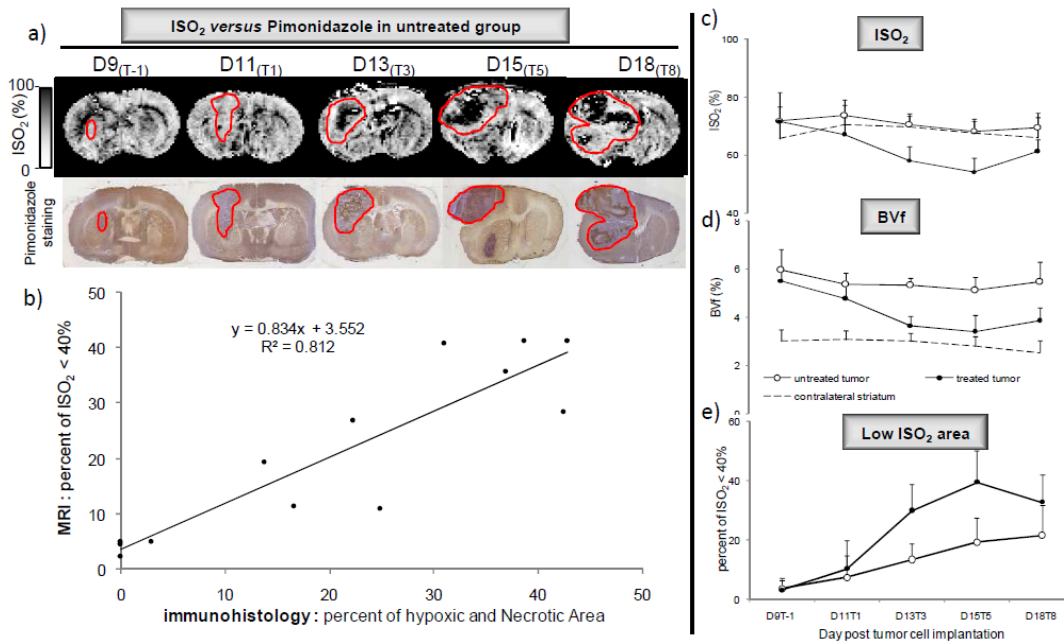 ISO2 versus Pimonidazole in untreated group
a)
D9(T-1) D11(T1) D13(T3) D15(T5) D18(T8)
100
ISO2 (%)
0
Pimonidazole staining
b)
50
40
30
20
10
0
MRI : percent of ISO2 < 40%
y = 0.834x + 3.552
R² = 0.812
0 10 20 30 40 50
immunohistology : percent of hypoxic and Necrotic Area
c)
ISO2
100
80
60
40
ISO2 (%)
d)
BVf
8
6
4
2
0
BVf (%)
untreated tumor
treated tumor
contralateral striatum
e)
Low ISO2 area
60
40
20
0
percent of ISO2 < 40%
D9T-1 D11T1 D13T3 D15T5 D18T8
Day post tumor cell implantation